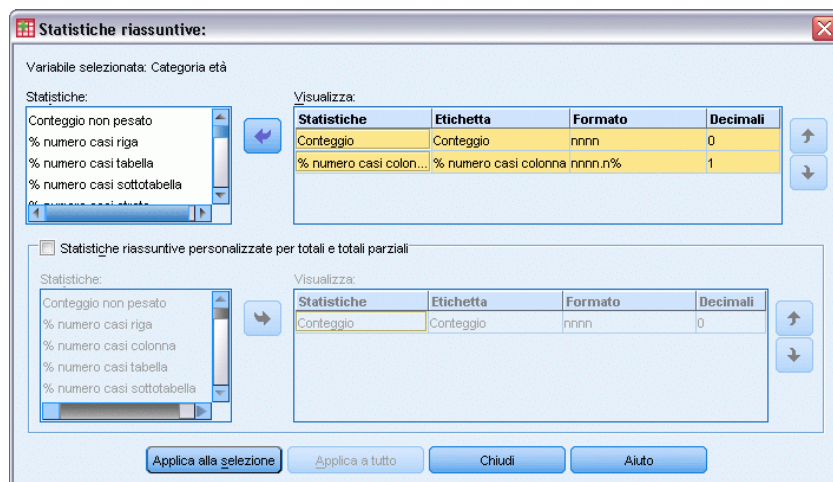 Statistiche riassuntive:
Variabile selezionata: Categoria età
Statistiche:
Conteggio non pesato
% numero casi riga
% numero casi tabella
% numero casi sottotabella
% numero casi strato
Visualizza:
Statistiche Etichetta Formato Decimali
Conteggio Conteggio nnnn 0
% numero casi colon... % numero casi colonna nnnn.n% 1
Statistiche riassuntive personalizzate per totali e totali parziali
Statistiche:
Conteggio non pesato
% numero casi riga
% numero casi colonna
% numero casi tabella
% numero casi sottotabella
Visualizza:
Statistiche Etichetta Formato Decimali
Conteggio Conteggio nnnn 0
Applica alla selezione Applica a tutto Chiudi Aiuto